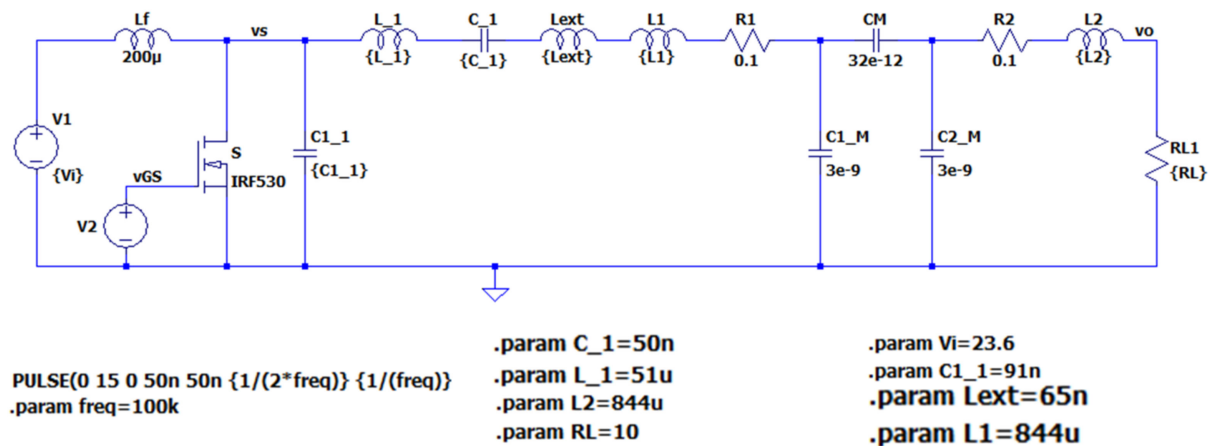 Lf
200µ
vs
L_1
{L_1}
C_1
{C_1}
Lext
{Lext}
L1
{L1}
R1
0.1
CM
32e-12
R2
0.1
L2
{L2}
vo
V1
{Vi}
S
IRF530
vGS
V2
C1_1
{C1_1}
C1_M
3e-9
C2_M
3e-9
RL1
{RL}
PULSE(0 15 0 50n 50n {1/(2*freq)} {1/(freq)}
.param freq=100k
.param C_1=50n
.param L_1=51u
.param L2=844u
.param RL=10
.param Vi=23.6
.param C1_1=91n
.param Lext=65n
.param L1=844u